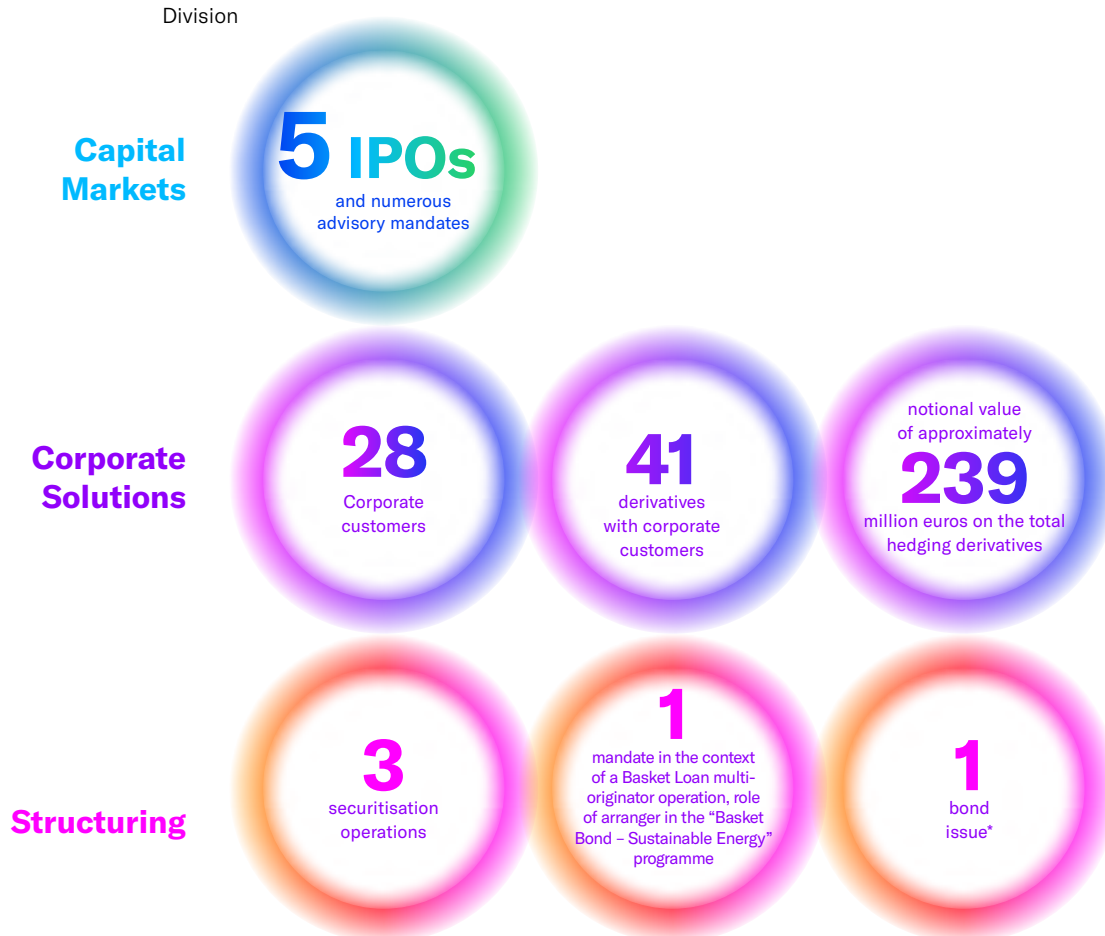 Division
Capital
Markets
5 IPOs
and numerous
advisory mandates
Corporate
Solutions
28
Corporate
customers
41
derivatives
with corporate
customers
notional value
of approximately
239
million euros on the total
hedging derivatives
Structuring
3
securitisation
operations
1
mandate in the context
of a Basket Loan multi-
originator operation, role
of arranger in the “Basket
Bond – Sustainable Energy”
programme
1
bond
issue*